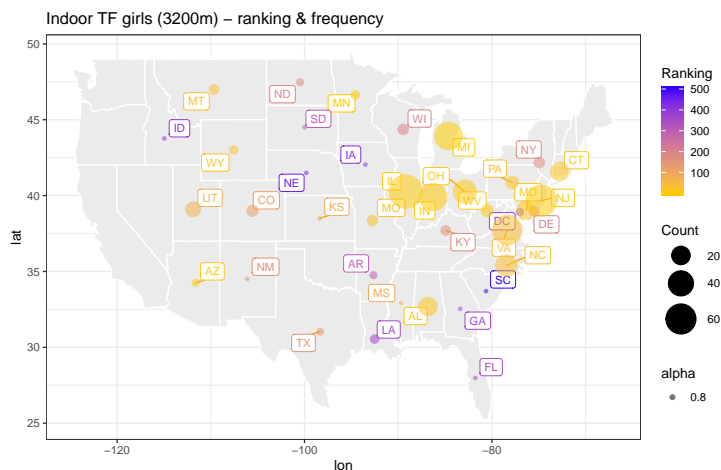 Indoor TF girls (3200m) − ranking & frequency
50
45
40
35
30
25
lat
−120
−100
−80
lon
MT
ND
MN
WI
SD
ID
WY
IA
NE
MI
NY
CT
PA
OH
IL
WV
MD
NJ
UT
CO
KS
MO
IN
DC
DE
KY
VA
NC
AZ
NM
AR
SC
MS
AL
GA
LA
TX
FL
Ranking
500
400
300
200
100
Count
20
40
60
alpha
0.8